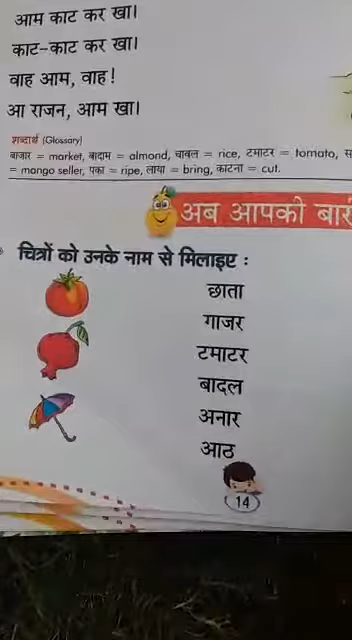 आम काट कर खा।
काट-काट कर खा।
वाह आम, वाह!
आ राजन, आम खा।
शब्दार्थ (Glossary)
बाजार = market, बादाम = almond, चावल = rice, टमाटर = tomato,
= mango seller, पका = ripe, लाया = bring, काटना = cut.
अब आपकी बारी
चित्रों को उनके नाम से मिलाइए :
छाता
गाजर
टमाटर
बादल
अनार
आठ
14